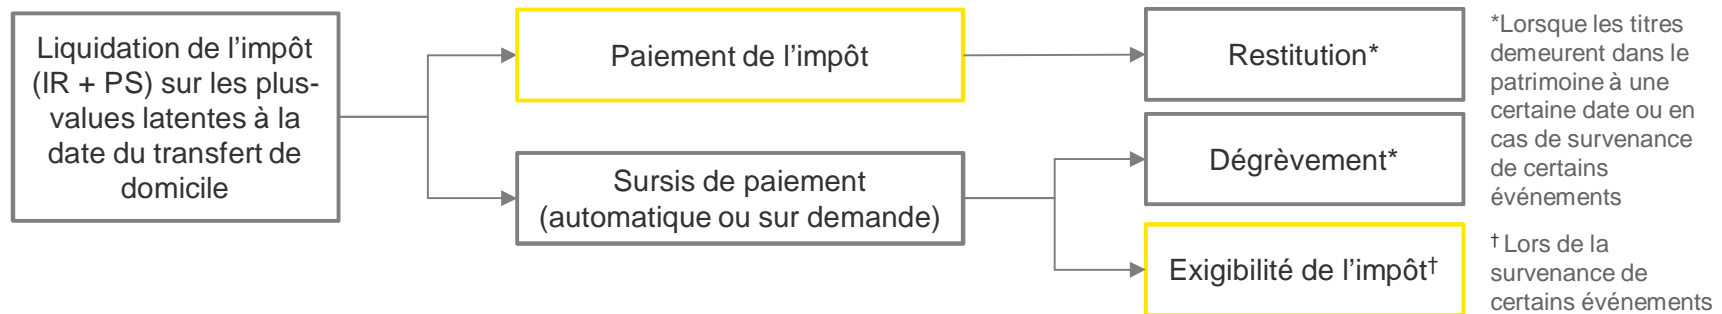 Liquidation de l’impôt
(IR + PS) sur les plus-
values latentes à la
date du transfert de
domicile
Paiement de l’impôt
Sursis de paiement
(automatique ou sur demande)
Restitution*
Dégrèvement*
Exigibilité de l’impôt†
*Lorsque les titres
demeurent dans le
patrimoine à une
certaine date ou en
cas de survenance
de certains
événements
† Lors de la
survenance de
certains événements